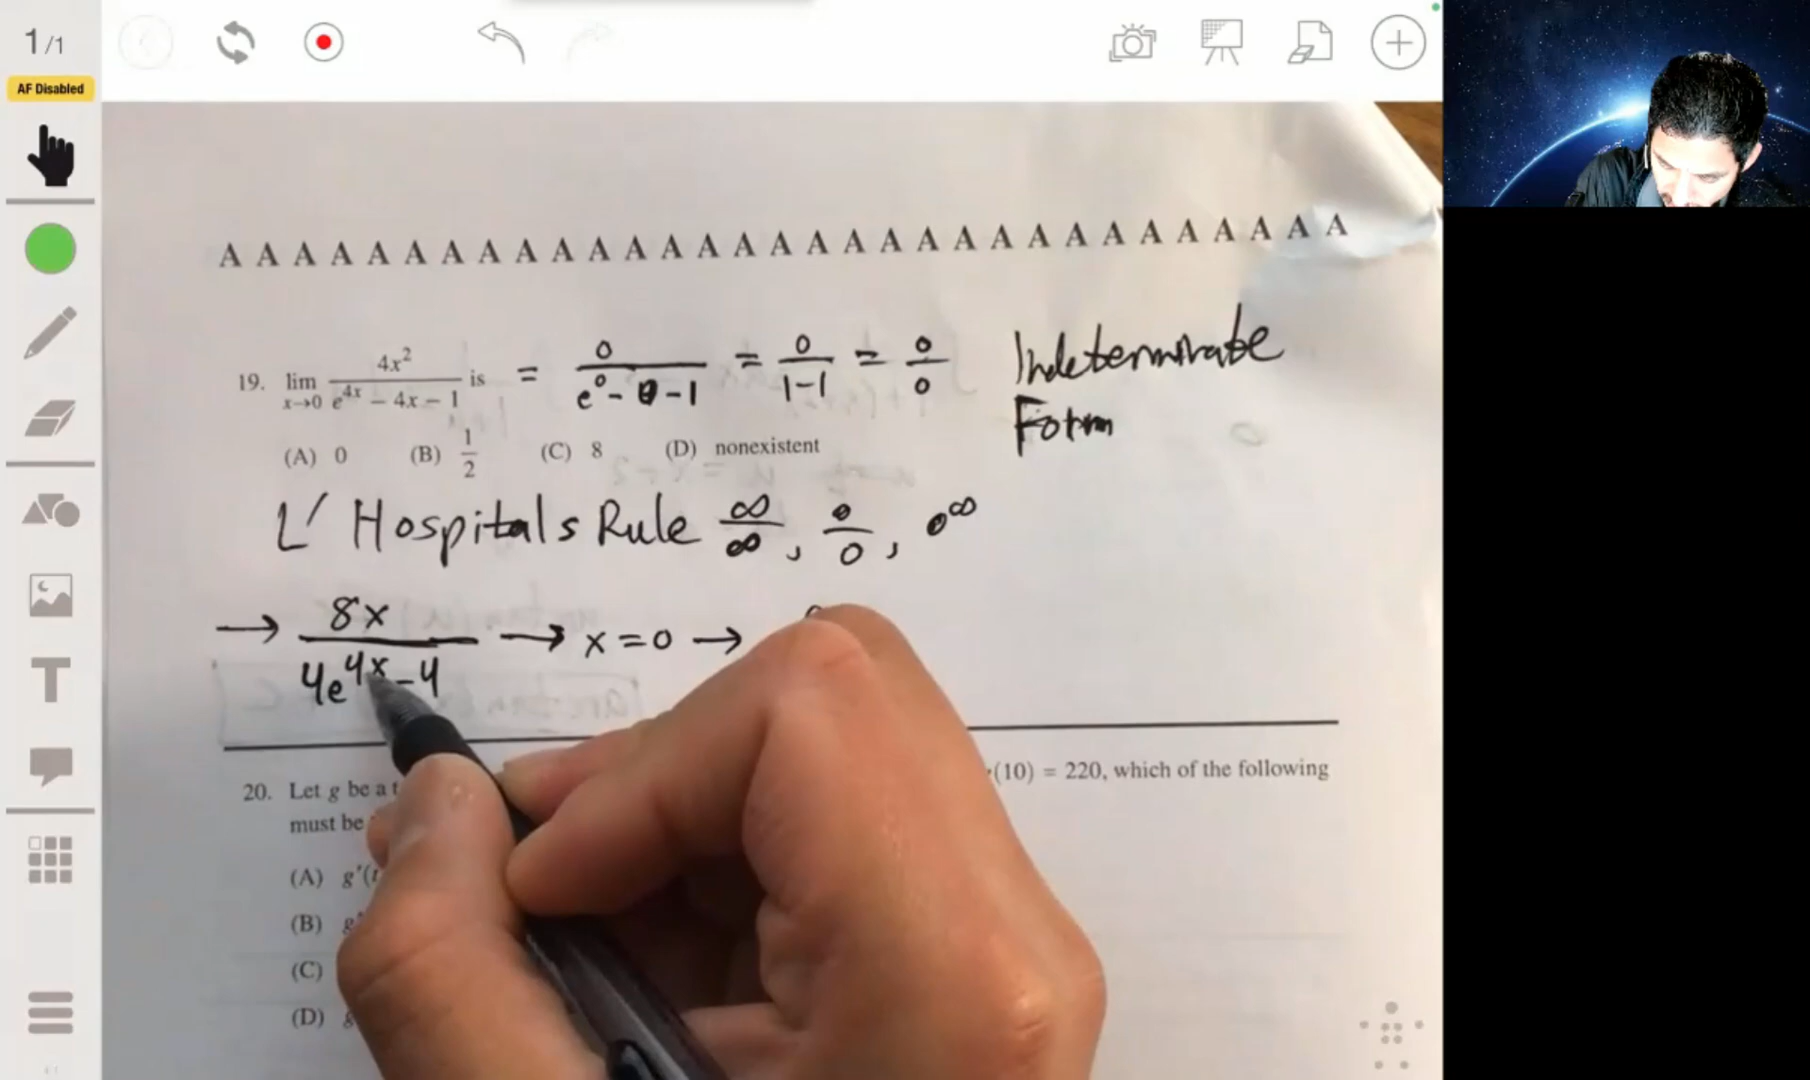 1/1
AF Disabled
A A A A A A A A A A A A A A A A A A A A A A A A A A A A A A A
19. lim x→0 4x² / e^4x − 4x − 1 is = 0 / e^0 - 0 - 1 = 0 / 1-1 = 0 / 0 Indeterminate
Form
(A) 0 (B) 1/2 (C) 8 (D) nonexistent
L' Hospitals Rule ∞/∞, 0/0, 0^∞
→ 8x / 4e^4x - 4 → x = 0 →
20. Let g be a (10) = 220, which of the following
must be
(A) g'(
(B) g
(C)
(D) g
T